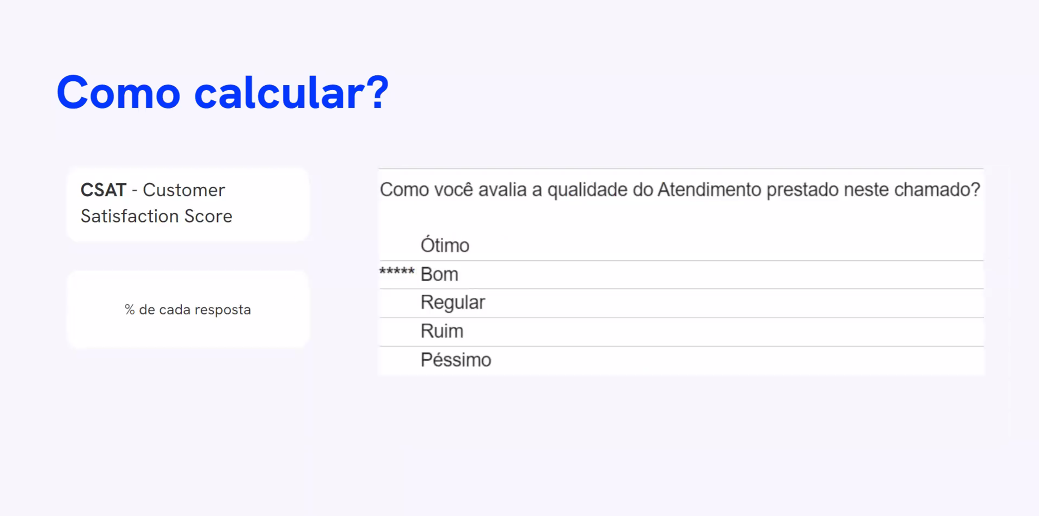 Como calcular?
CSAT - Customer
Satisfaction Score
% de cada resposta
Como você avalia a qualidade do Atendimento prestado neste chamado?
Ótimo
***** Bom
Regular
Ruim
Péssimo